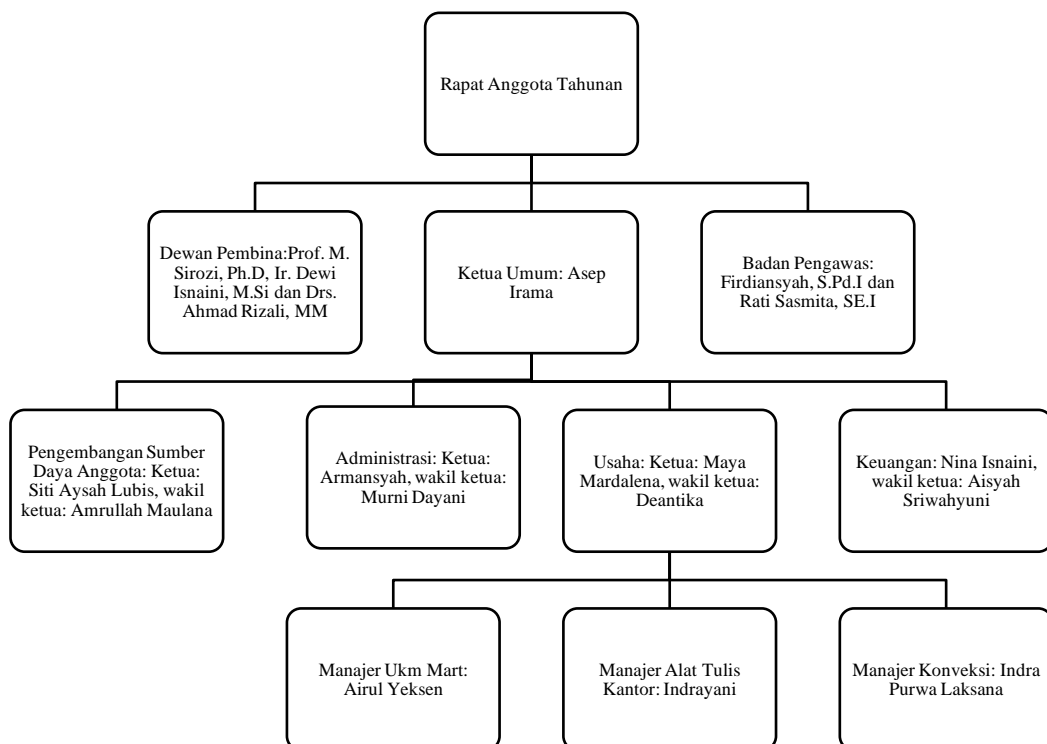 Rapat Anggota Tahunan
Dewan Pembina:Prof. M.
Sirozi, Ph.D, Ir. Dewi
Isnaini, M.Si dan Drs.
Ahmad Rizali, MM
Ketua Umum: Asep
Irama
Badan Pengawas:
Firdiansyah, S.Pd.I dan
Rati Sasmita, SE.I
Pengembangan Sumber
Daya Anggota: Ketua:
Siti Aysah Lubis, wakil
ketua: Amrullah Maulana
Administrasi: Ketua:
Armansyah, wakil ketua:
Murni Dayani
Usaha: Ketua: Maya
Mardalena, wakil ketua:
Deantika
Keuangan: Nina Isnaini,
wakil ketua: Aisyah
Sriwahyuni
Manajer Ukm Mart:
Airul Yeksen
Manajer Alat Tulis
Kantor: Indrayani
Manajer Konveksi: Indra
Purwa Laksana